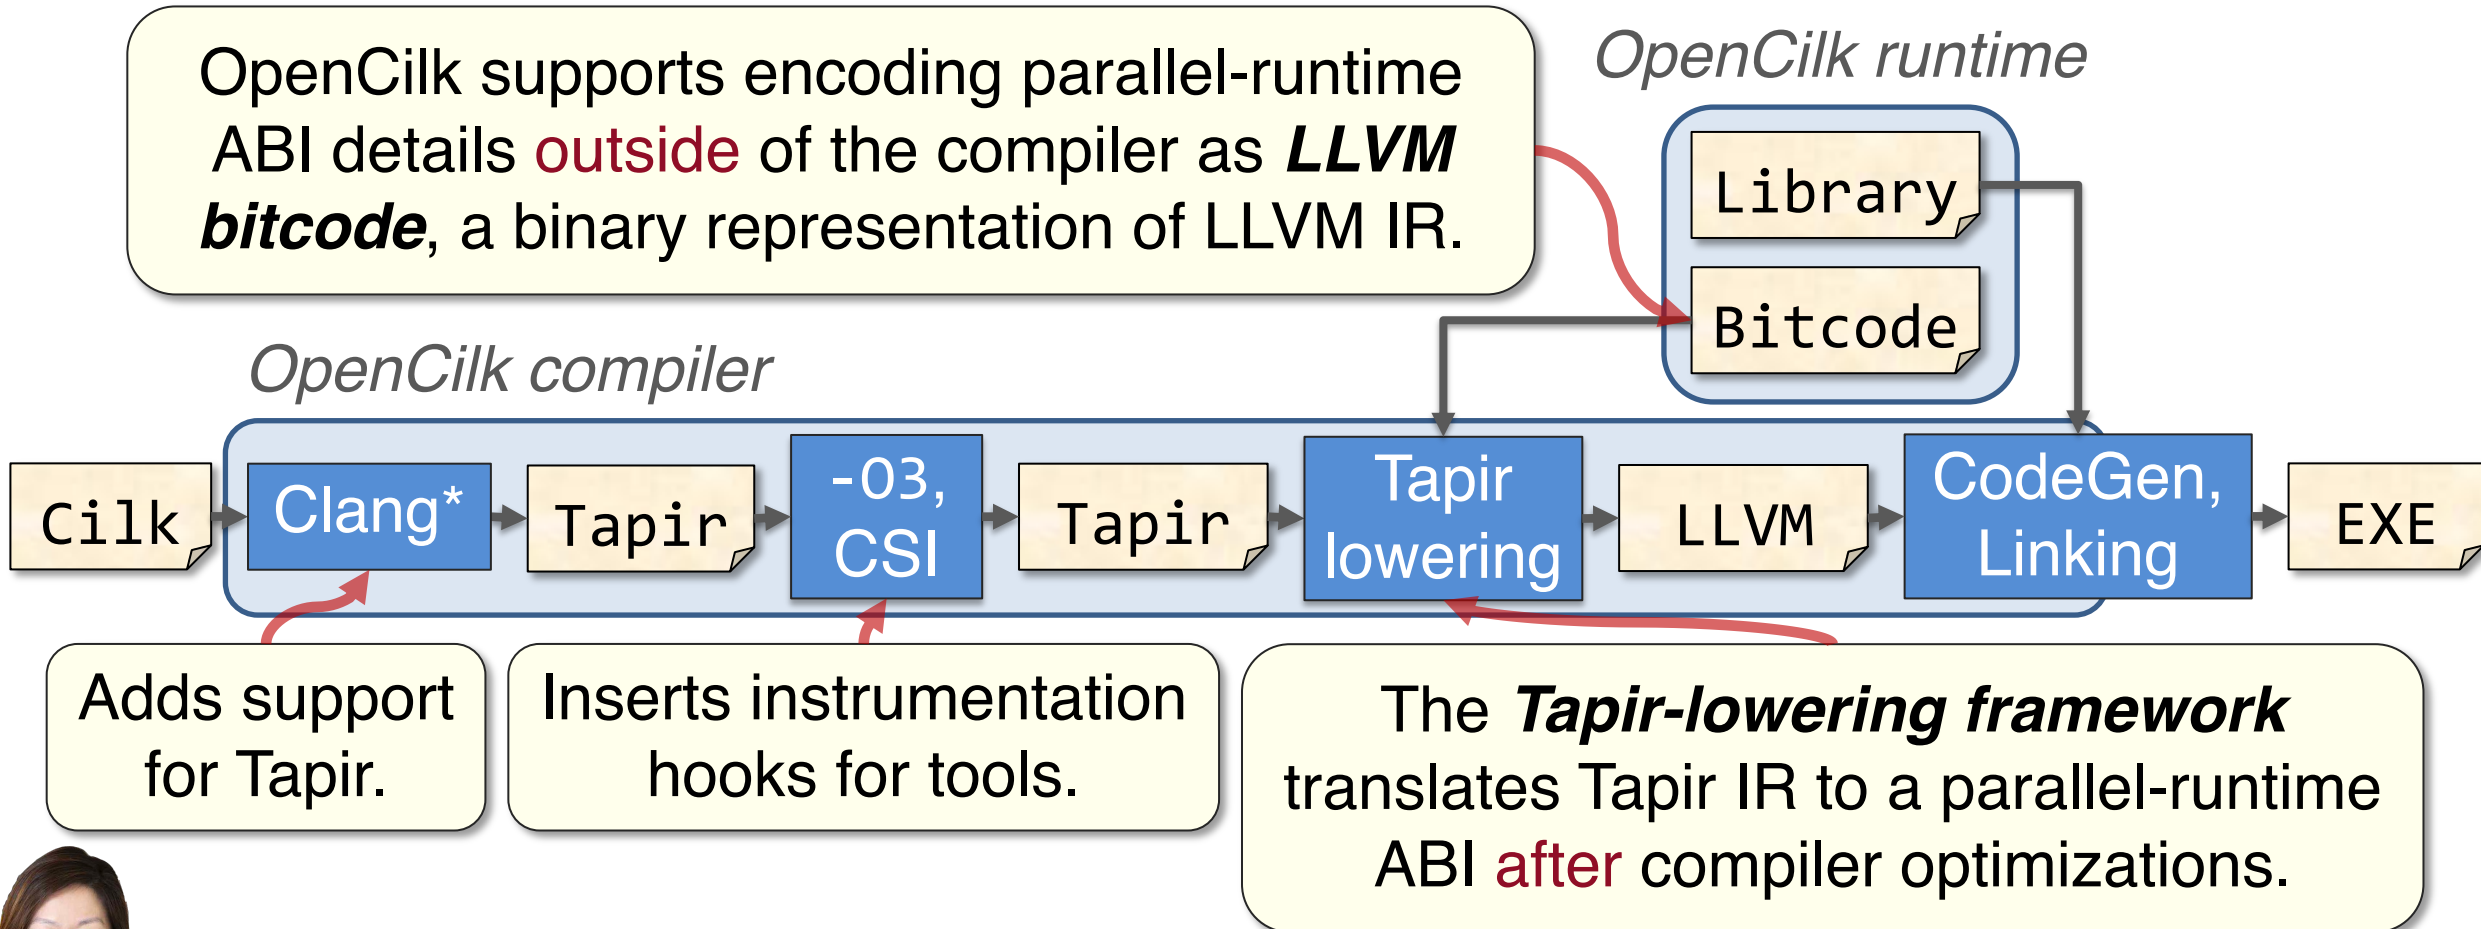 OpenCilk supports encoding parallel-runtime
ABI details outside of the compiler as LLVM
bitcode, a binary representation of LLVM IR.
OpenCilk runtime
Library
Bitcode
OpenCilk compiler
Cilk
Clang*
Tapir
-O3,
CSI
Tapir
Tapir
lowering
LLVM
CodeGen,
Linking
EXE
Adds support
for Tapir.
Inserts instrumentation
hooks for tools.
The Tapir-lowering framework
translates Tapir IR to a parallel-runtime
ABI after compiler optimizations.